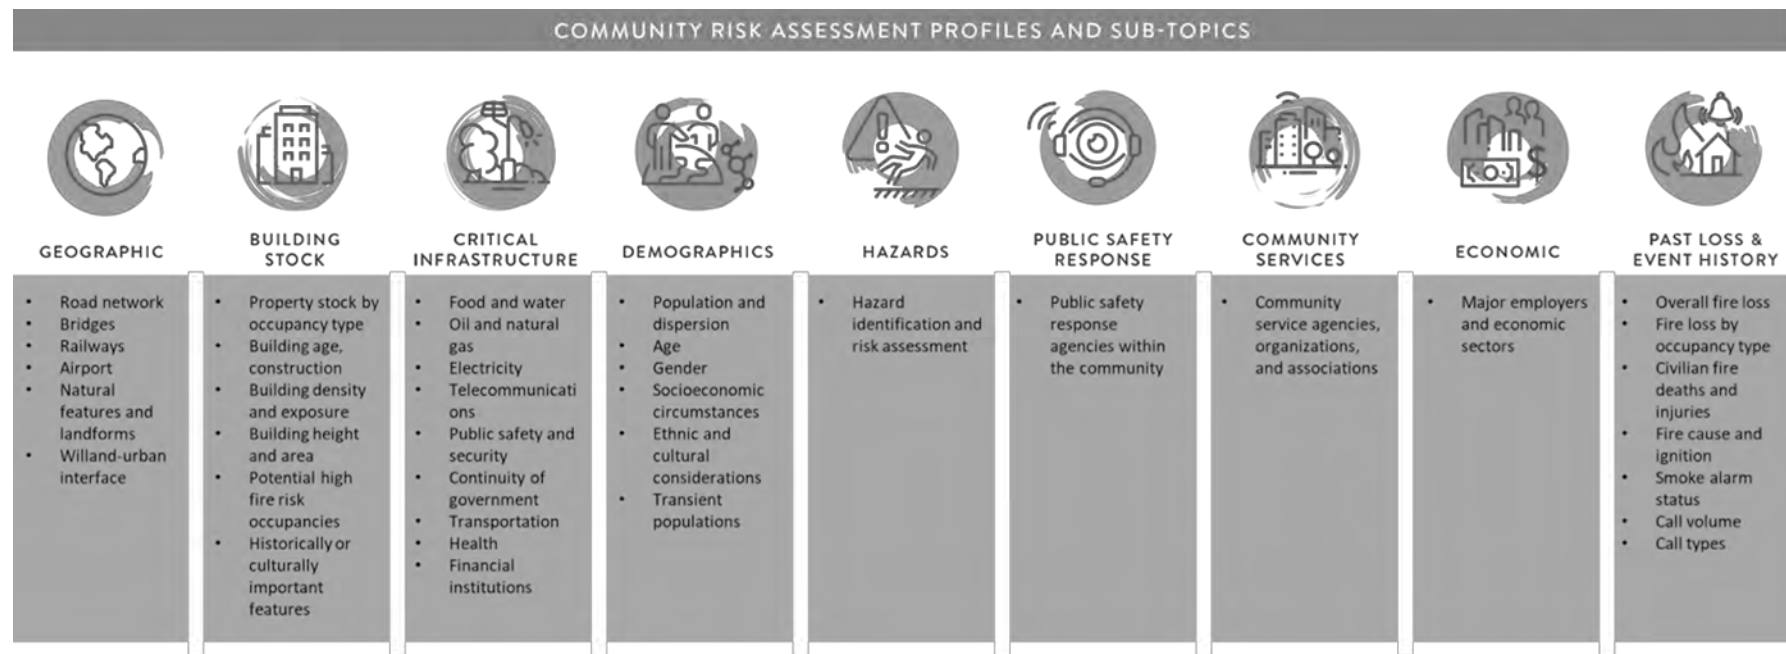 COMMUNITY RISK ASSESSMENT PROFILES AND SUB-TOPICS
GEOGRAPHIC
• Road network
• Bridges
• Railways
• Airport
• Natural
features and
landforms
• Willand-urban
interface
BUILDING
STOCK
• Property stock by
occupancy type
• Building age,
construction
• Building density
and exposure
• Building height
and area
• Potential high
fire risk
occupancies
• Historically or
culturally
important
features
CRITICAL
INFRASTRUCTURE
• Food and water
• Oil and natural
gas
• Electricity
• Telecommunicati
ons
• Public safety and
security
• Continuity of
government
• Transportation
• Health
• Financial
institutions
DEMOGRAPHICS
• Population and
dispersion
• Age
• Gender
• Socioeconomic
circumstances
• Ethnic and
cultural
considerations
• Transient
populations
HAZARDS
• Hazard
identification and
risk assessment
PUBLIC SAFETY
RESPONSE
• Public safety
response
agencies within
the community
COMMUNITY
SERVICES
• Community
service agencies,
organizations,
and associations
ECONOMIC
• Major employers
and economic
sectors
PAST LOSS &
EVENT HISTORY
• Overall fire loss
• Fire loss by
occupancy type
• Civilian fire
deaths and
injuries
• Fire cause and
ignition
• Smoke alarm
status
• Call volume
• Call types